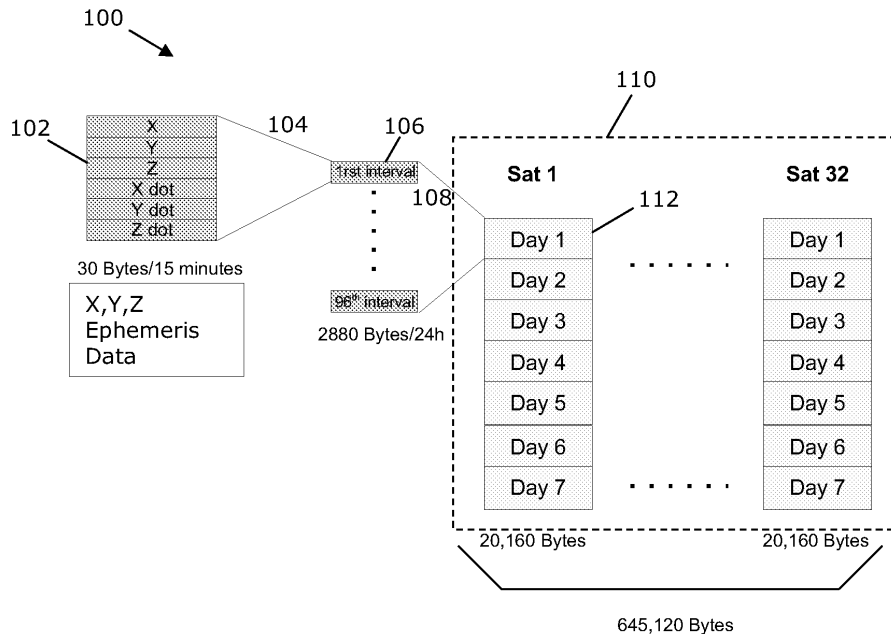 100
110
102
X
Y
Z
X dot
Y dot
Z dot
104
106
1rst interval
108
96th interval
30 Bytes/15 minutes
2880 Bytes/24h
X,Y,Z
Ephemeris
Data
Sat 1
Sat 32
112
Day 1
Day 2
Day 3
Day 4
Day 5
Day 6
Day 7
Day 1
Day 2
Day 3
Day 4
Day 5
Day 6
Day 7
20,160 Bytes
20,160 Bytes
645,120 Bytes